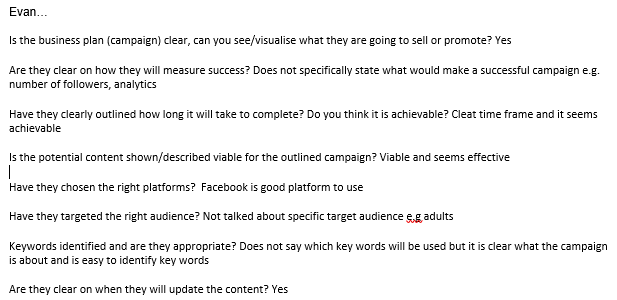 Evan...
Is the business plan (campaign) clear, can you see/visualise what they are going to sell or promote? Yes
Are they clear on how they will measure success? Does not specifically state what would make a successful campaign e.g.
number of followers, analytics
Have they clearly outlined how long it will take to complete? Do you think it is achievable? Cleat time frame and it seems
achievable
Is the potential content shown/described viable for the outlined campaign? Viable and seems effective
Have they chosen the right platforms?  Facebook is good platform to use
Have they targeted the right audience? Not talked about specific target audience e.g adults
Keywords identified and are they appropriate? Does not say which key words will be used but it is clear what the campaign
is about and is easy to identify key words
Are they clear on when they will update the content? Yes